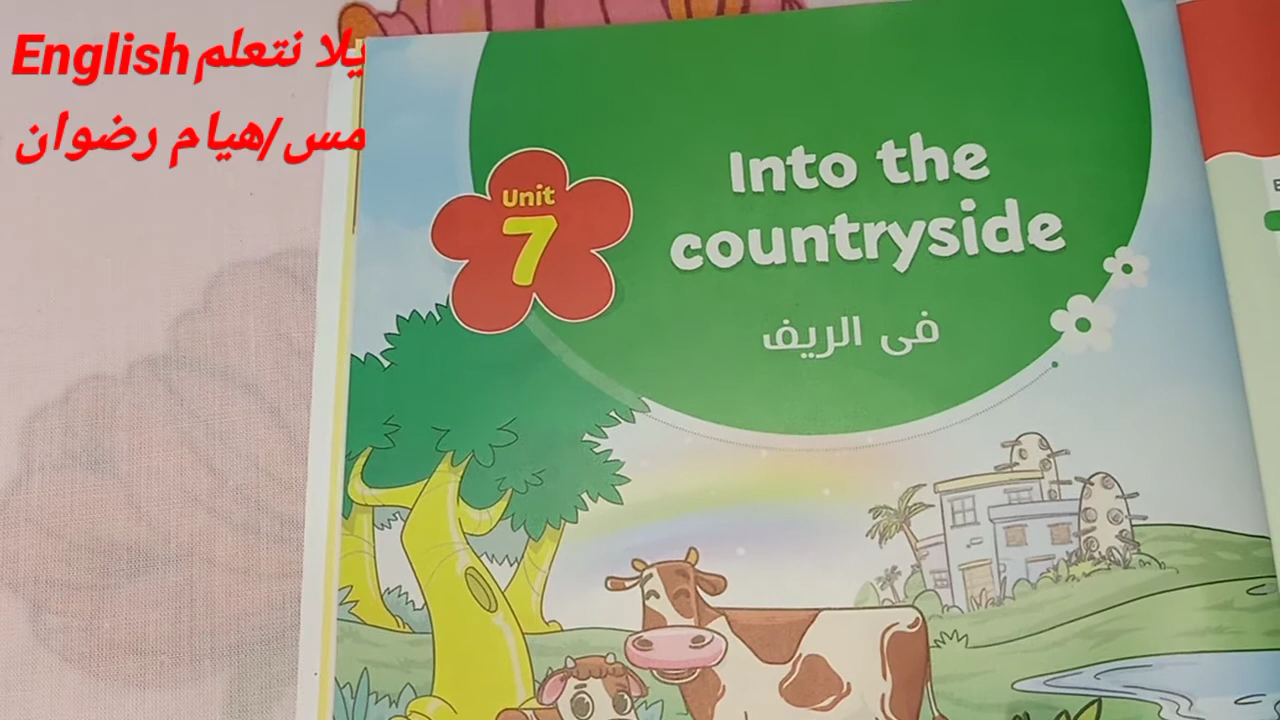 يلا نتعلم English
مس/هيام رضوان
Unit
7
Into the
countryside
فى الريف